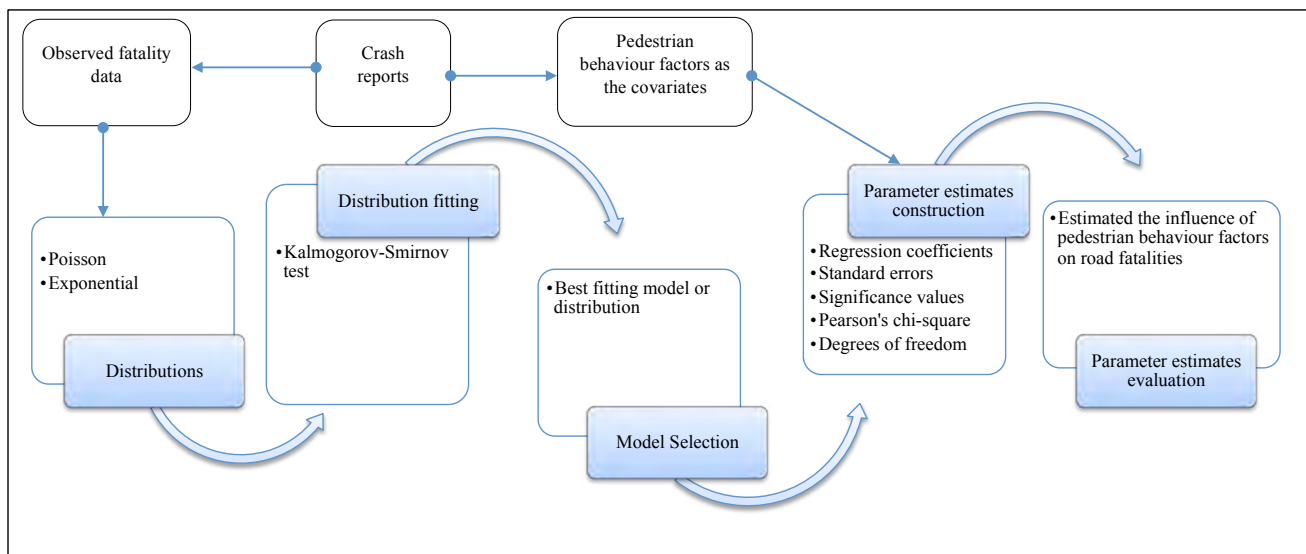 Observed fatality
data
Crash
reports
Pedestrian
behaviour factors as
the covariates
•Poisson
•Exponential
Distributions
Distribution fitting
•Kalmogorov-Smirnov
test
•Best fitting model or
distribution
Model Selection
Parameter estimates
construction
•Regression coefficients
•Standard errors
•Significance values
•Pearson's chi-square
•Degrees of freedom
•Estimated the influence of
pedestrian behaviour factors
on road fatalities
Parameter estimates
evaluation